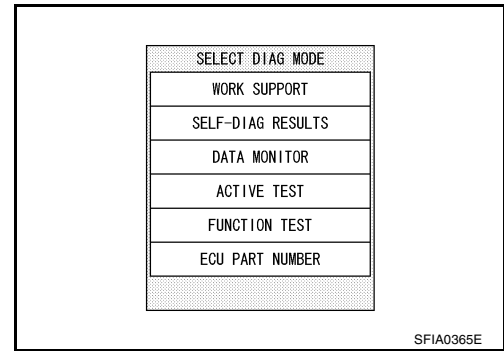 SELECT DIAG MODE
WORK SUPPORT
SELF-DIAG RESULTS
DATA MONITOR
ACTIVE TEST
FUNCTION TEST
ECU PART NUMBER
SFIA0365E